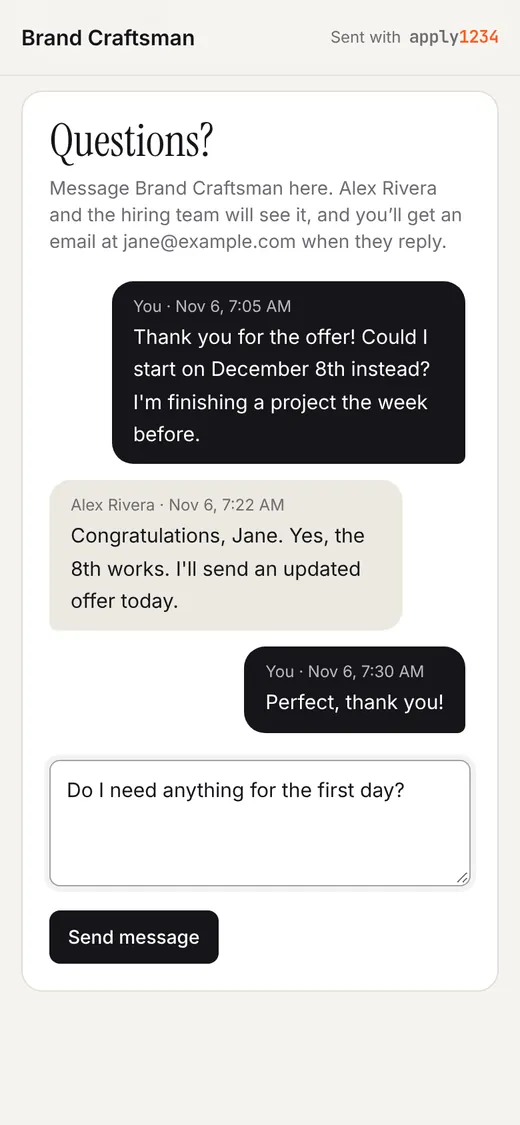 Brand Craftsman
Sent with apply1234
Questions?
Message Brand Craftsman here. Alex Rivera
and the hiring team will see it, and you’ll get an
email at jane@example.com when they reply.
You · Nov 6, 7:05 AM
Thank you for the offer! Could I
start on December 8th instead?
I'm finishing a project the week
before.
Alex Rivera · Nov 6, 7:22 AM
Congratulations, Jane. Yes, the
8th works. I'll send an updated
offer today.
You · Nov 6, 7:30 AM
Perfect, thank you!
Do I need anything for the first day?
Send message